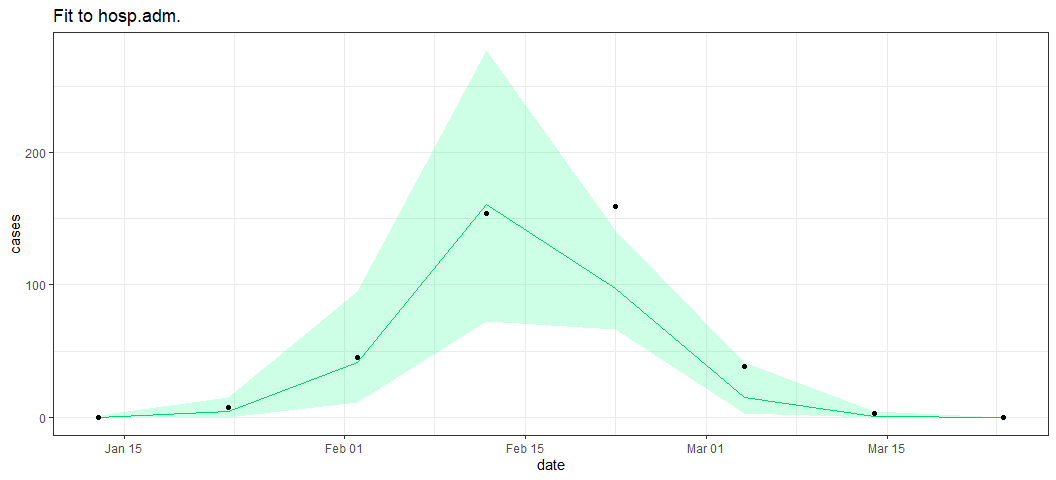 Fit to hosp.adm.
cases
200
100
0
Jan 15
Feb 01
Feb 15
Mar 01
Mar 15
date